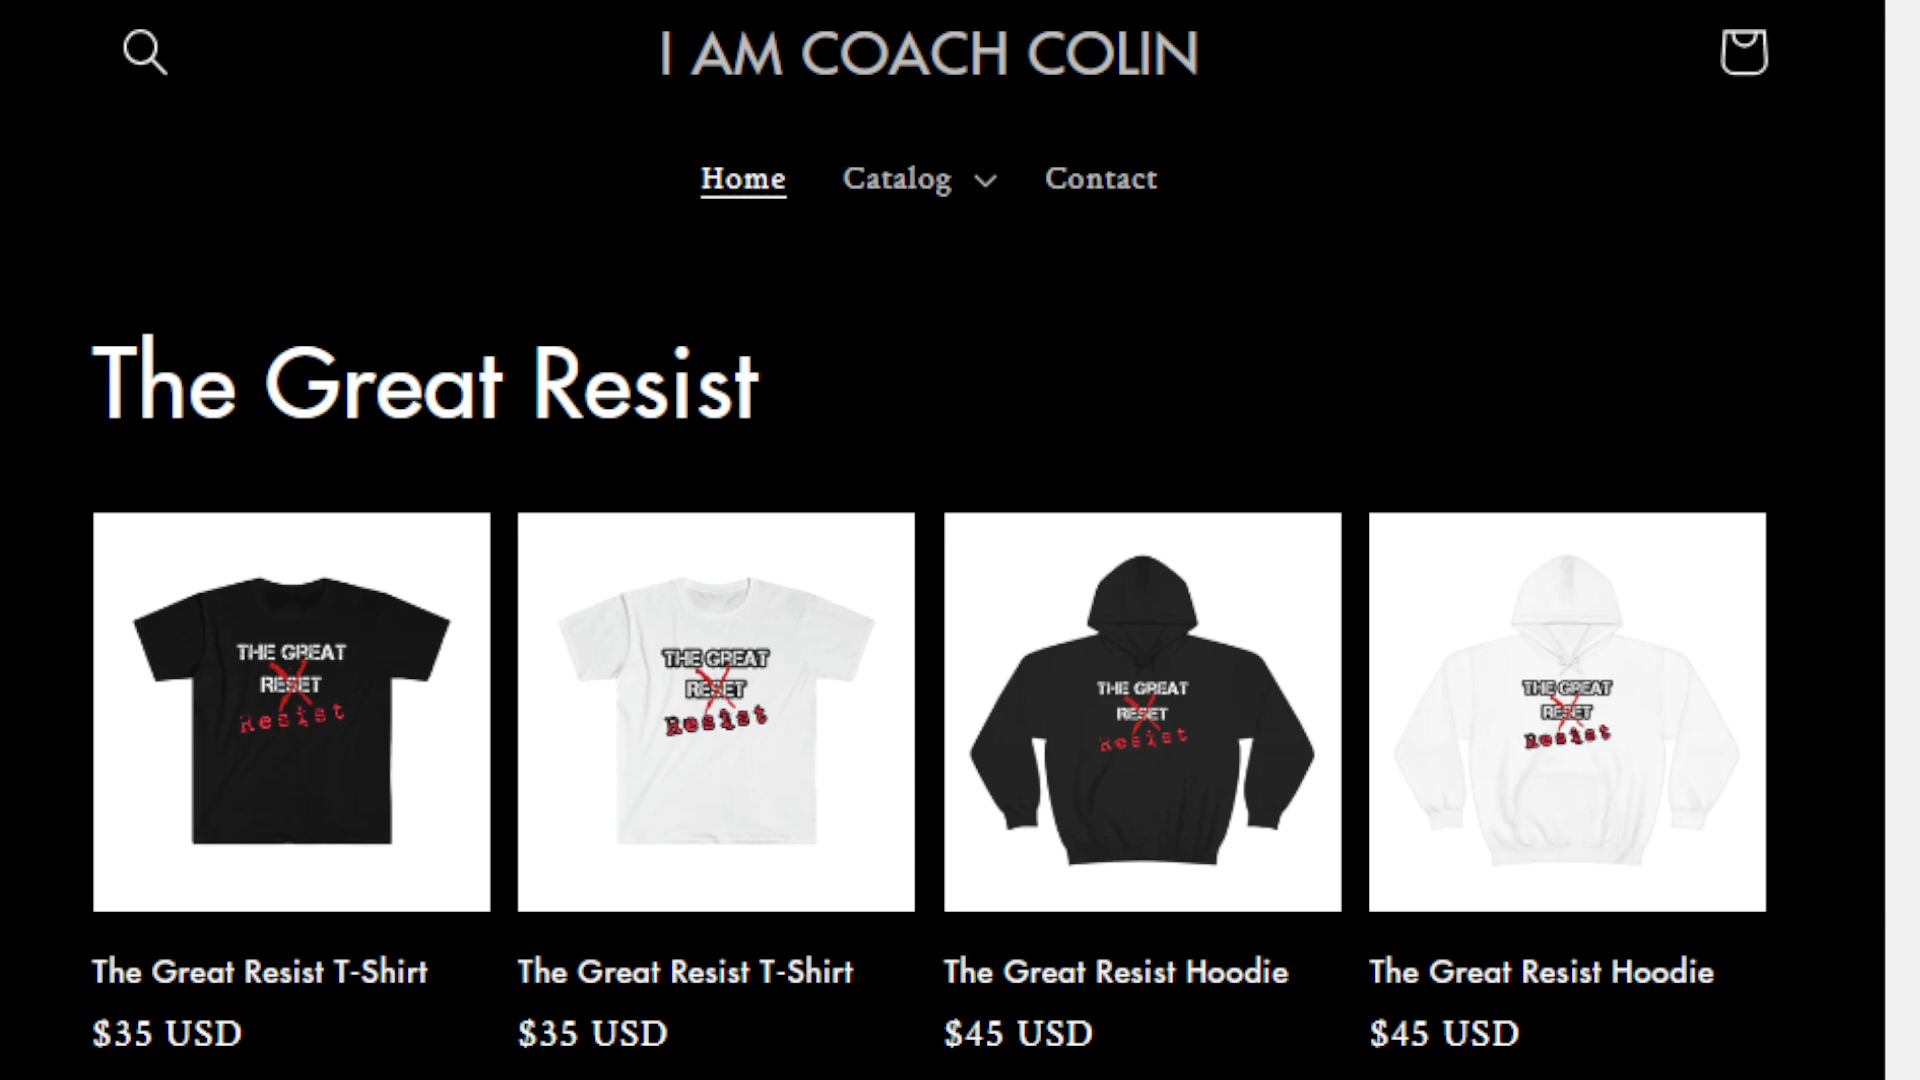 I AM COACH COLIN
Home Catalog Contact
The Great Resist
THE GREAT
RESET
Resist
THE GREAT
RESET
Resist
THE GREAT
RESET
Resist
THE GREAT
RESET
Resist
The Great Resist T-Shirt
$35 USD
The Great Resist T-Shirt
$35 USD
The Great Resist Hoodie
$45 USD
The Great Resist Hoodie
$45 USD